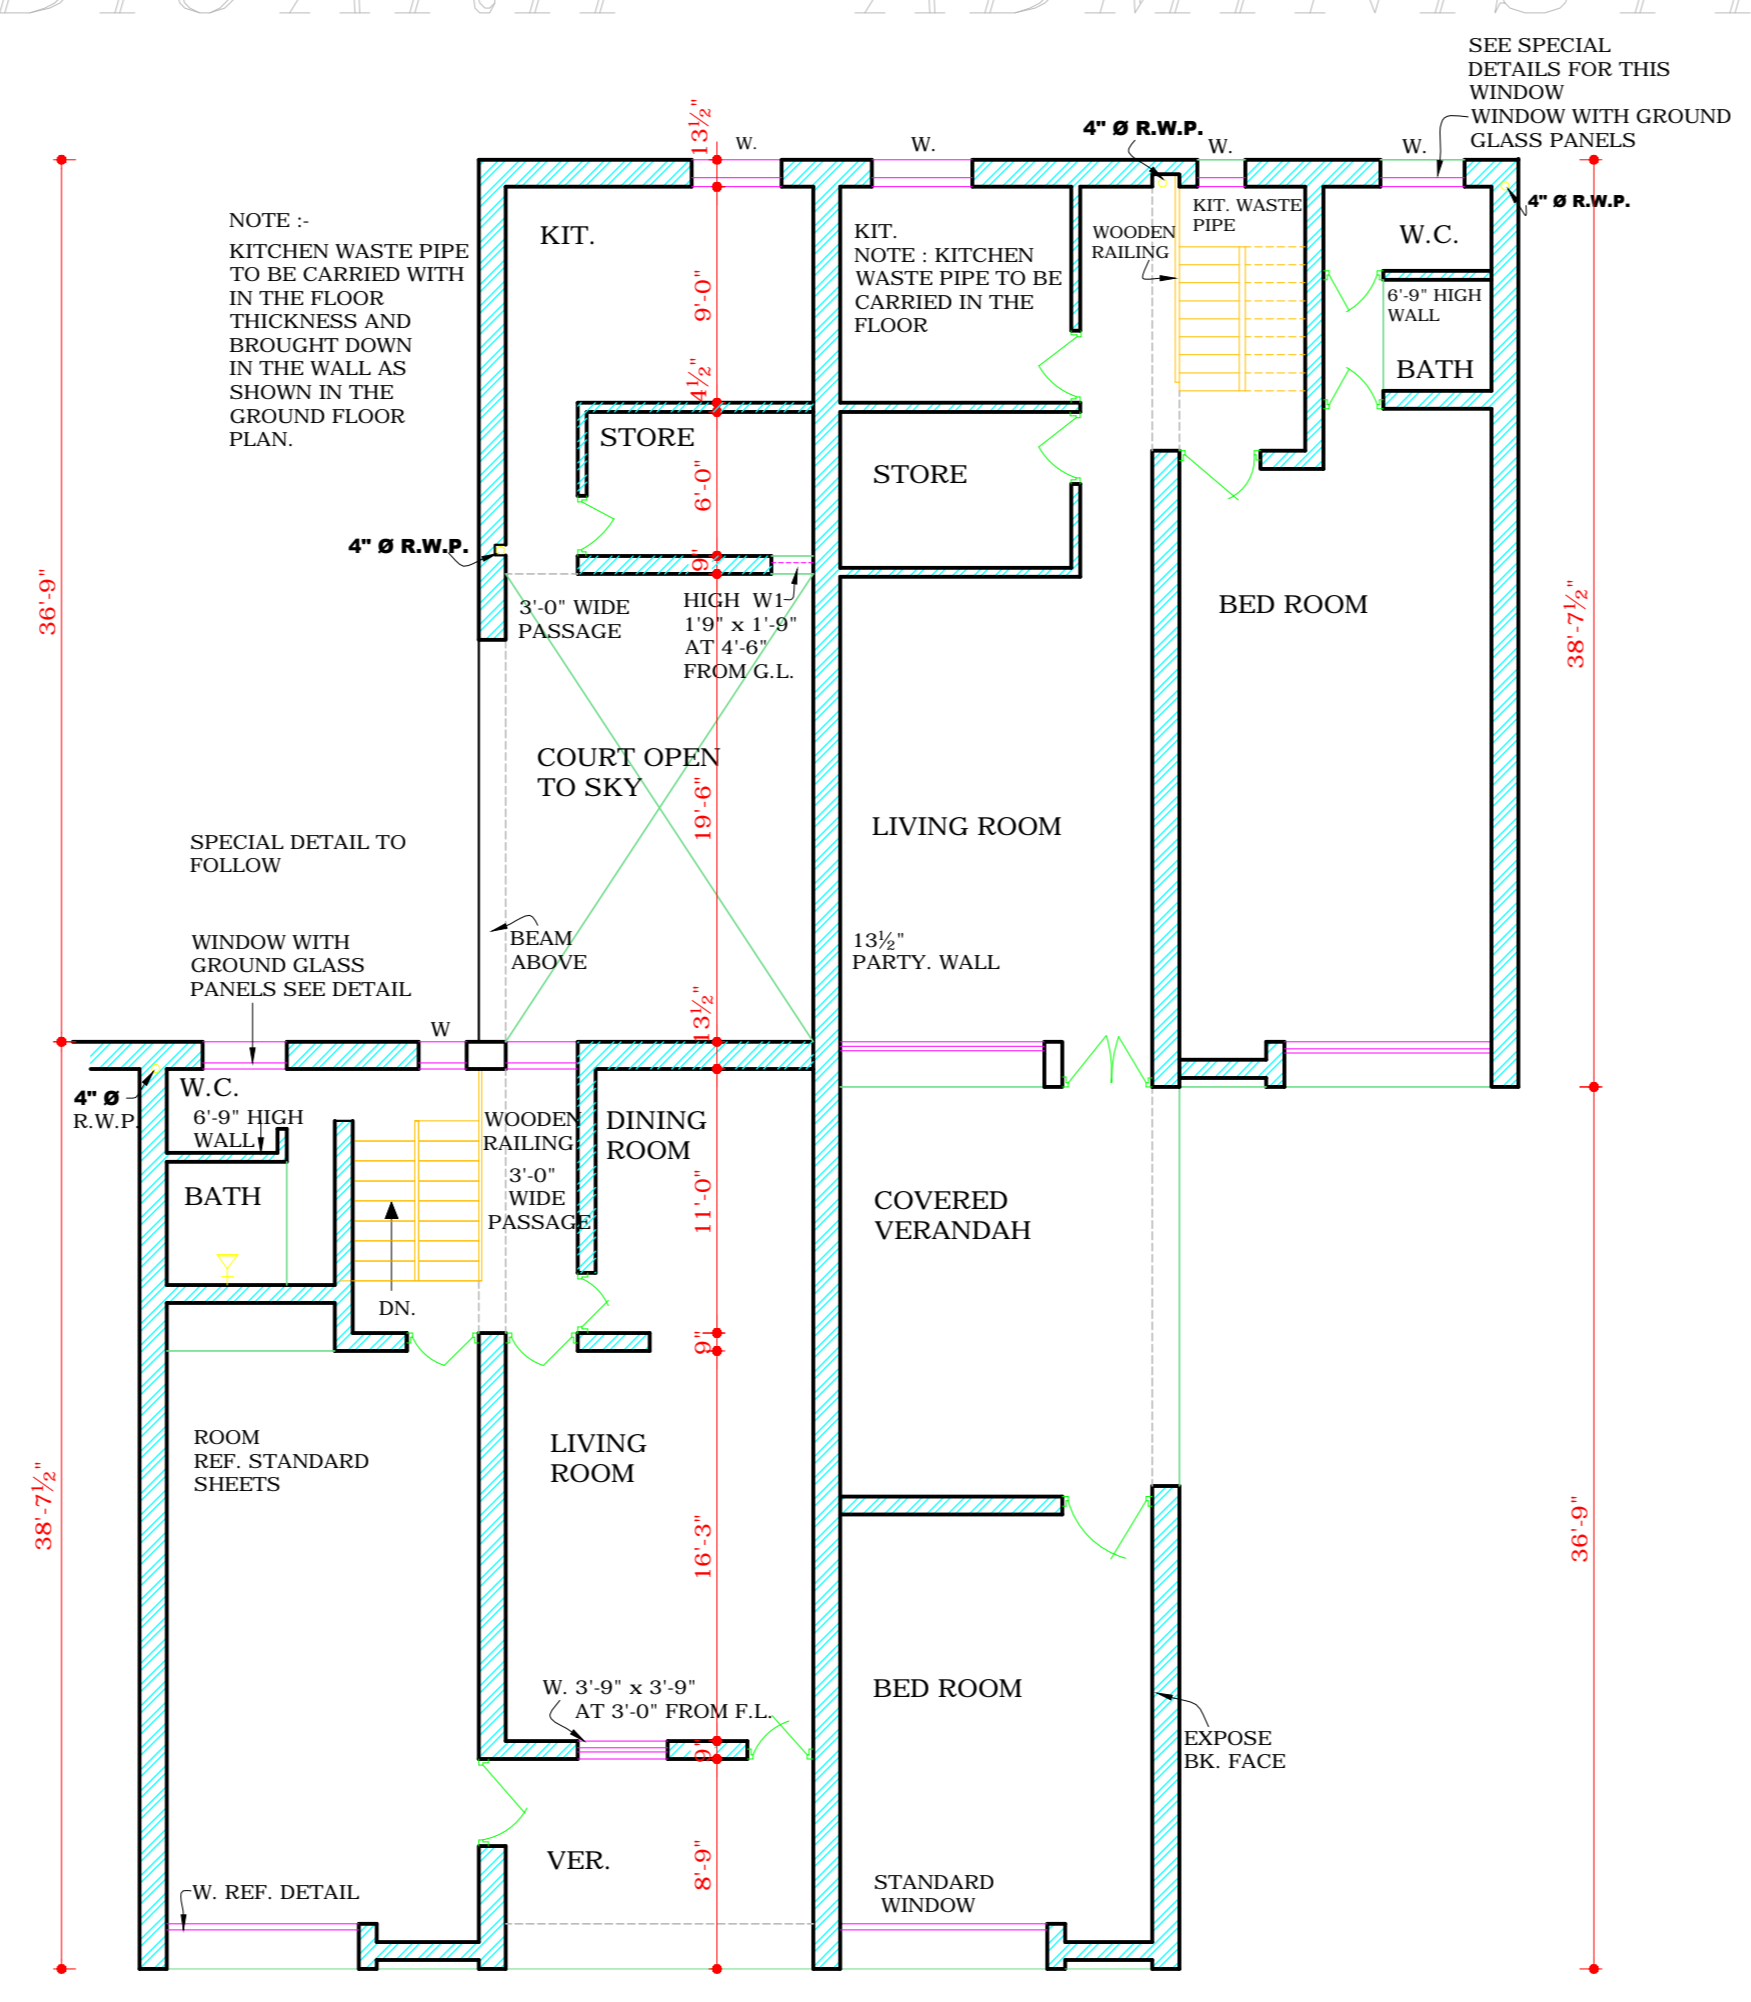 SEE SPECIAL
DETAILS FOR THIS
WINDOW
WINDOW WITH GROUND
GLASS PANELS
4" Ø R.W.P.
13½"
W.
W.
W.
W.
4" Ø R.W.P.
NOTE :-
KITCHEN WASTE PIPE
TO BE CARRIED WITH
IN THE FLOOR
THICKNESS AND
BROUGHT DOWN
IN THE WALL AS
SHOWN IN THE
GROUND FLOOR
PLAN.
KIT.
KIT.
NOTE : KITCHEN
WASTE PIPE TO BE
CARRIED IN THE
FLOOR
WOODEN
RAILING
KIT. WASTE
PIPE
W.C.
6'-9" HIGH
WALL
BATH
9'-0"
4½"
STORE
STORE
6'-0"
9"
4" Ø R.W.P.
36'-9"
38'-7½"
3'-0" WIDE
PASSAGE
HIGH W1
1'9" x 1'-9"
AT 4'-6"
FROM G.L.
BED ROOM
COURT OPEN
TO SKY
19'-6"
LIVING ROOM
SPECIAL DETAIL TO
FOLLOW
WINDOW WITH
GROUND GLASS
PANELS SEE DETAIL
BEAM
ABOVE
13½"
PARTY. WALL
13½"
W
4" Ø
R.W.P.
W.C.
6'-9" HIGH
WALL
BATH
WOODEN
RAILING
3'-0"
WIDE
PASSAGE
DINING
ROOM
11'-0"
COVERED
VERANDAH
DN.
9"
ROOM
REF. STANDARD
SHEETS
LIVING
ROOM
38'-7½"
16'-3"
36'-9"
W. 3'-9" x 3'-9"
AT 3'-0" FROM F.L.
BED ROOM
9"
EXPOSE
BK. FACE
VER.
8'-9"
W. REF. DETAIL
STANDARD
WINDOW